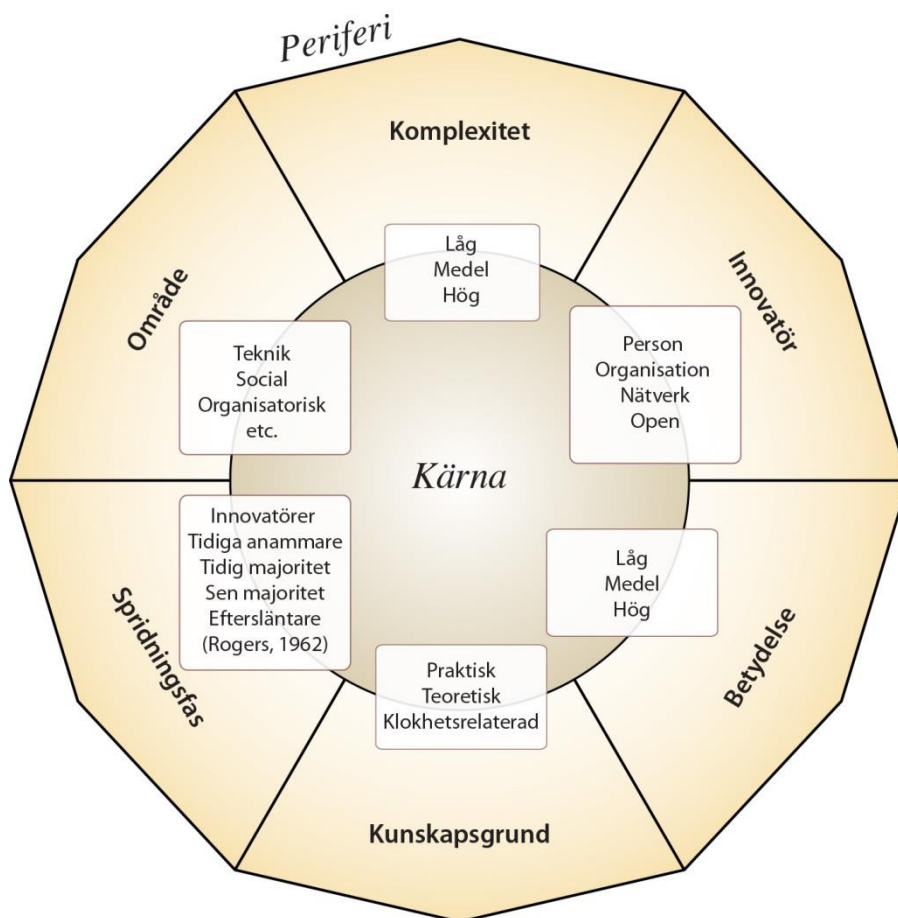 Periferi
Komplexitet
Låg
Medel
Hög
Innovatör
Person
Organisation
Nätverk
Open
Område
Teknik
Social
Organisatorisk
etc.
Kärna
Spridningsfas
Innovatörer
Tidiga anammare
Tidig majoritet
Sen majoritet
Eftersläntare
(Rogers, 1962)
Låg
Medel
Hög
Betydelse
Praktisk
Teoretisk
Klokhetsrelaterad
Kunskapsgrund